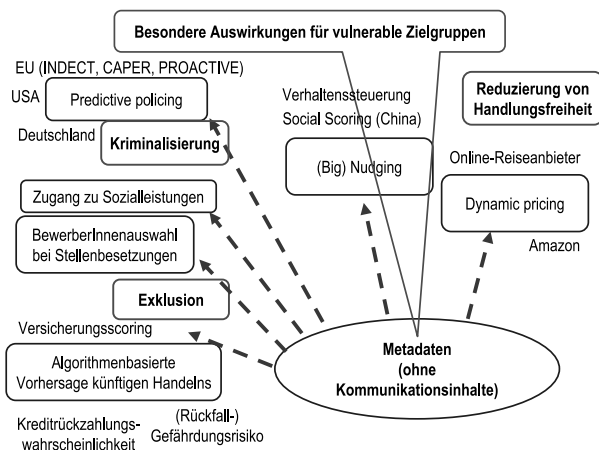 Besondere Auswirkungen für vulnerable Zielgruppen
EU (INDECT, CAPER, PROACTIVE)
USA
Predictive policing
Deutschland
Kriminalisierung
Verhaltenssteuerung
Social Scoring (China)
(Big) Nudging
Reduzierung von
Handlungsfreiheit
Online-Reiseanbieter
Dynamic pricing
Amazon
Zugang zu Sozialleistungen
BewerberInnenauswahl
bei Stellenbesetzungen
Exklusion
Versicherungsscoring
Algorithmenbasierte
Vorhersage künftigen Handelns
Kreditrückzahlungs-
wahrscheinlichkeit
(Rückfall-)
Gefährdungsrisiko
Metadaten
(ohne
Kommunikationsinhalte)